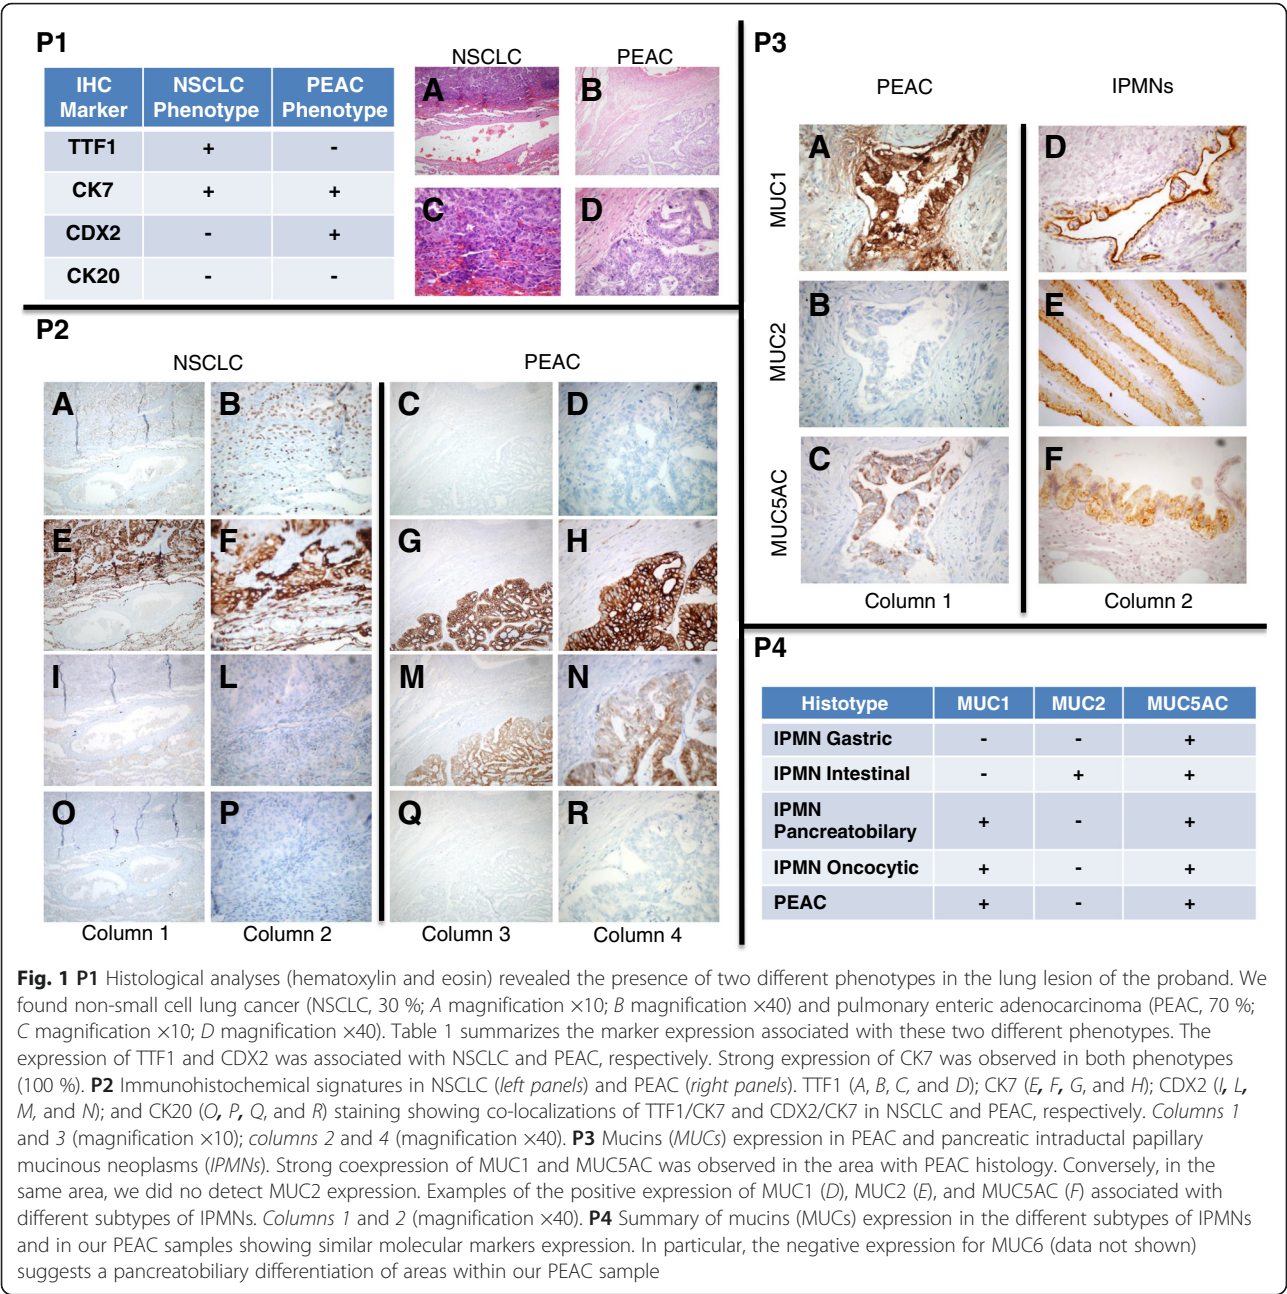 P1
IHC Marker NSCLC Phenotype PEAC Phenotype
TTF1 + -
CK7 + +
CDX2 - +
CK20 - -
NSCLC PEAC
A B
C D
P2
NSCLC PEAC
A B C D
E F G H
I L M N
O P Q R
Column 1 Column 2 Column 3 Column 4
P3
PEAC IPMNs
MUC1 A D
MUC2 B E
MUC5AC C F
Column 1 Column 2
P4
Histotype MUC1 MUC2 MUC5AC
IPMN Gastric - - +
IPMN Intestinal - + +
IPMN Pancreatobilary + - +
IPMN Oncocytic + - +
PEAC + - +
Fig. 1 P1 Histological analyses (hematoxylin and eosin) revealed the presence of two different phenotypes in the lung lesion of the proband. We
found non-small cell lung cancer (NSCLC, 30 %; A magnification ×10; B magnification ×40) and pulmonary enteric adenocarcinoma (PEAC, 70 %;
C magnification ×10; D magnification ×40). Table 1 summarizes the marker expression associated with these two different phenotypes. The
expression of TTF1 and CDX2 was associated with NSCLC and PEAC, respectively. Strong expression of CK7 was observed in both phenotypes
(100 %). P2 Immunohistochemical signatures in NSCLC (left panels) and PEAC (right panels). TTF1 (A, B, C, and D); CK7 (E, F, G, and H); CDX2 (I, L,
M, and N); and CK20 (O, P, Q, and R) staining showing co-localizations of TTF1/CK7 and CDX2/CK7 in NSCLC and PEAC, respectively. Columns 1
and 3 (magnification ×10); columns 2 and 4 (magnification ×40). P3 Mucins (MUCs) expression in PEAC and pancreatic intraductal papillary
mucinous neoplasms (IPMNs). Strong coexpression of MUC1 and MUC5AC was observed in the area with PEAC histology. Conversely, in the
same area, we did no detect MUC2 expression. Examples of the positive expression of MUC1 (D), MUC2 (E), and MUC5AC (F) associated with
different subtypes of IPMNs. Columns 1 and 2 (magnification ×40). P4 Summary of mucins (MUCs) expression in the different subtypes of IPMNs
and in our PEAC samples showing similar molecular markers expression. In particular, the negative expression for MUC6 (data not shown)
suggests a pancreatobiliary differentiation of areas within our PEAC sample